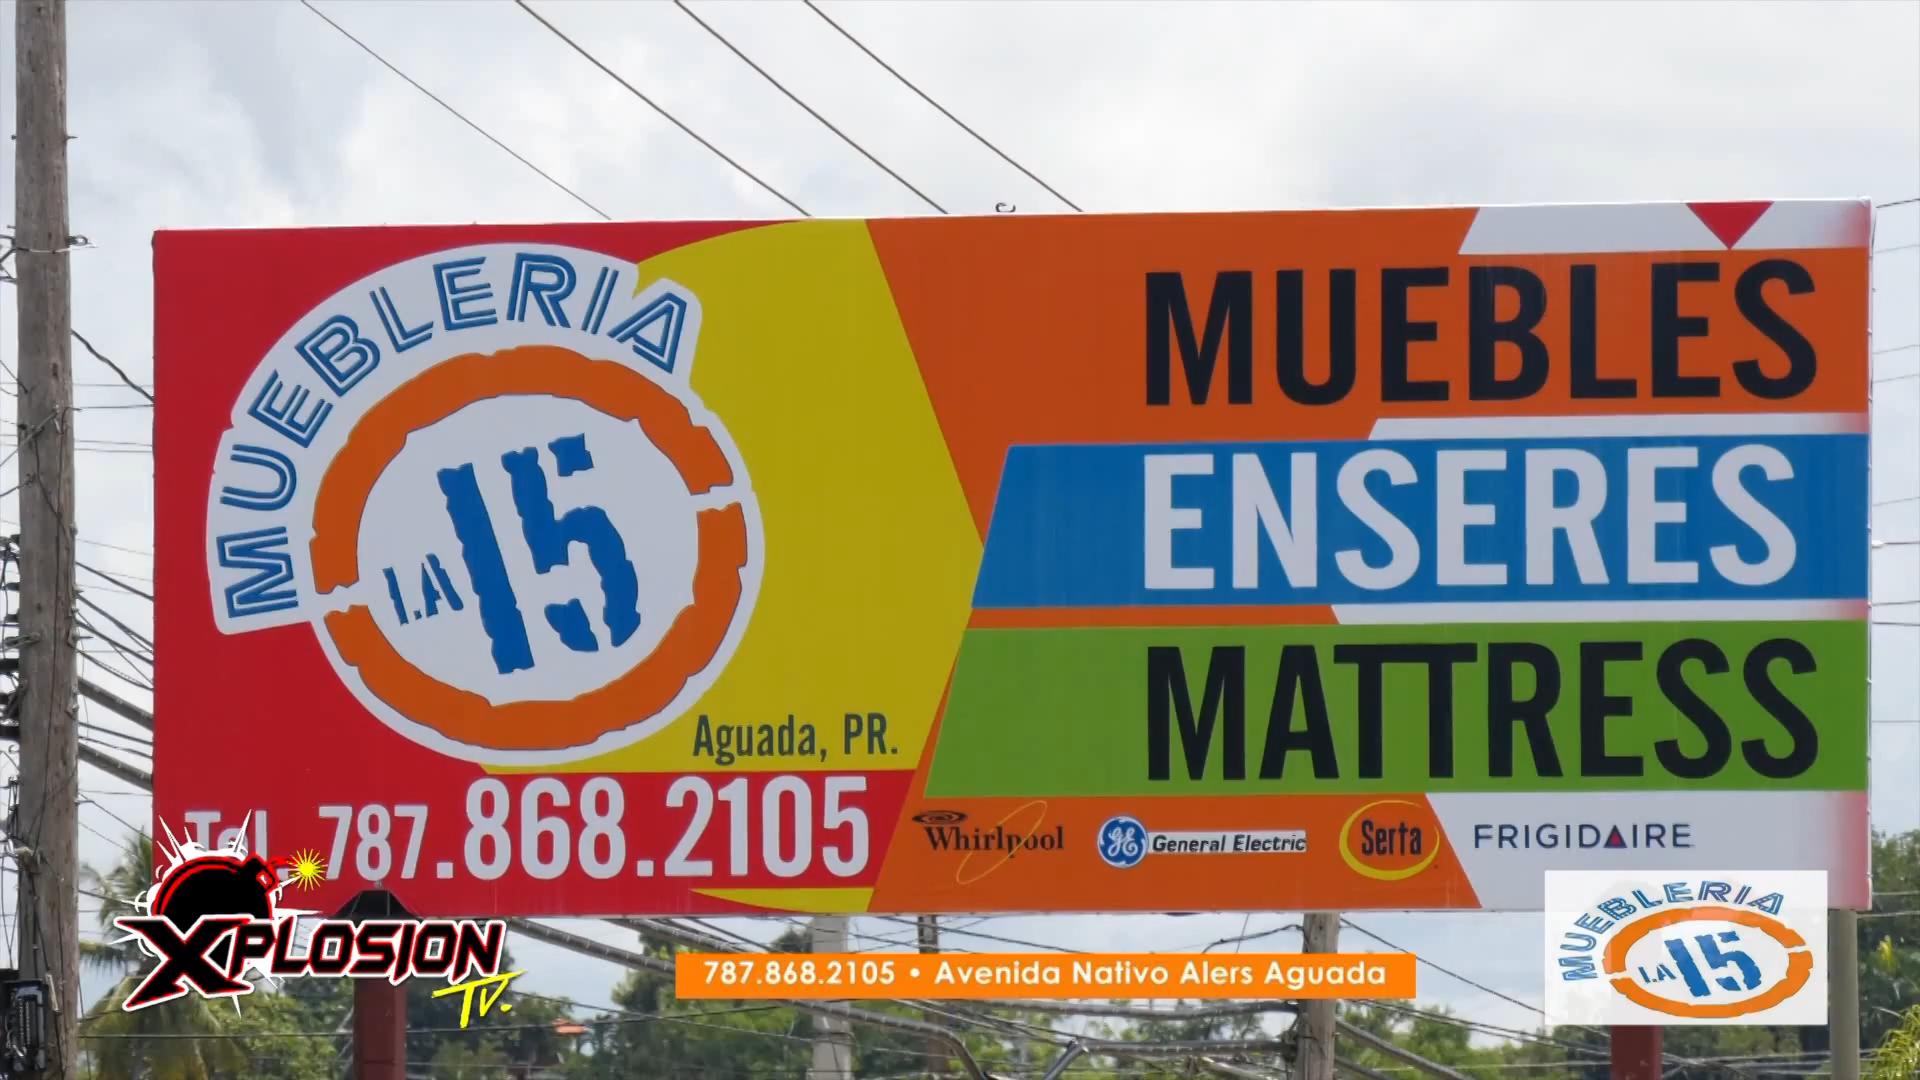 MUEBLERIA
LA 15
Aguada, PR.
Tel. 787.868.2105
MUEBLES
ENSERES
MATTRESS
Whirlpool
GE General Electric
Serta
FRIGIDAIRE
XPLOSION
TV.
787.868.2105 • Avenida Nativo Alers Aguada
MUEBLERIA
LA 15